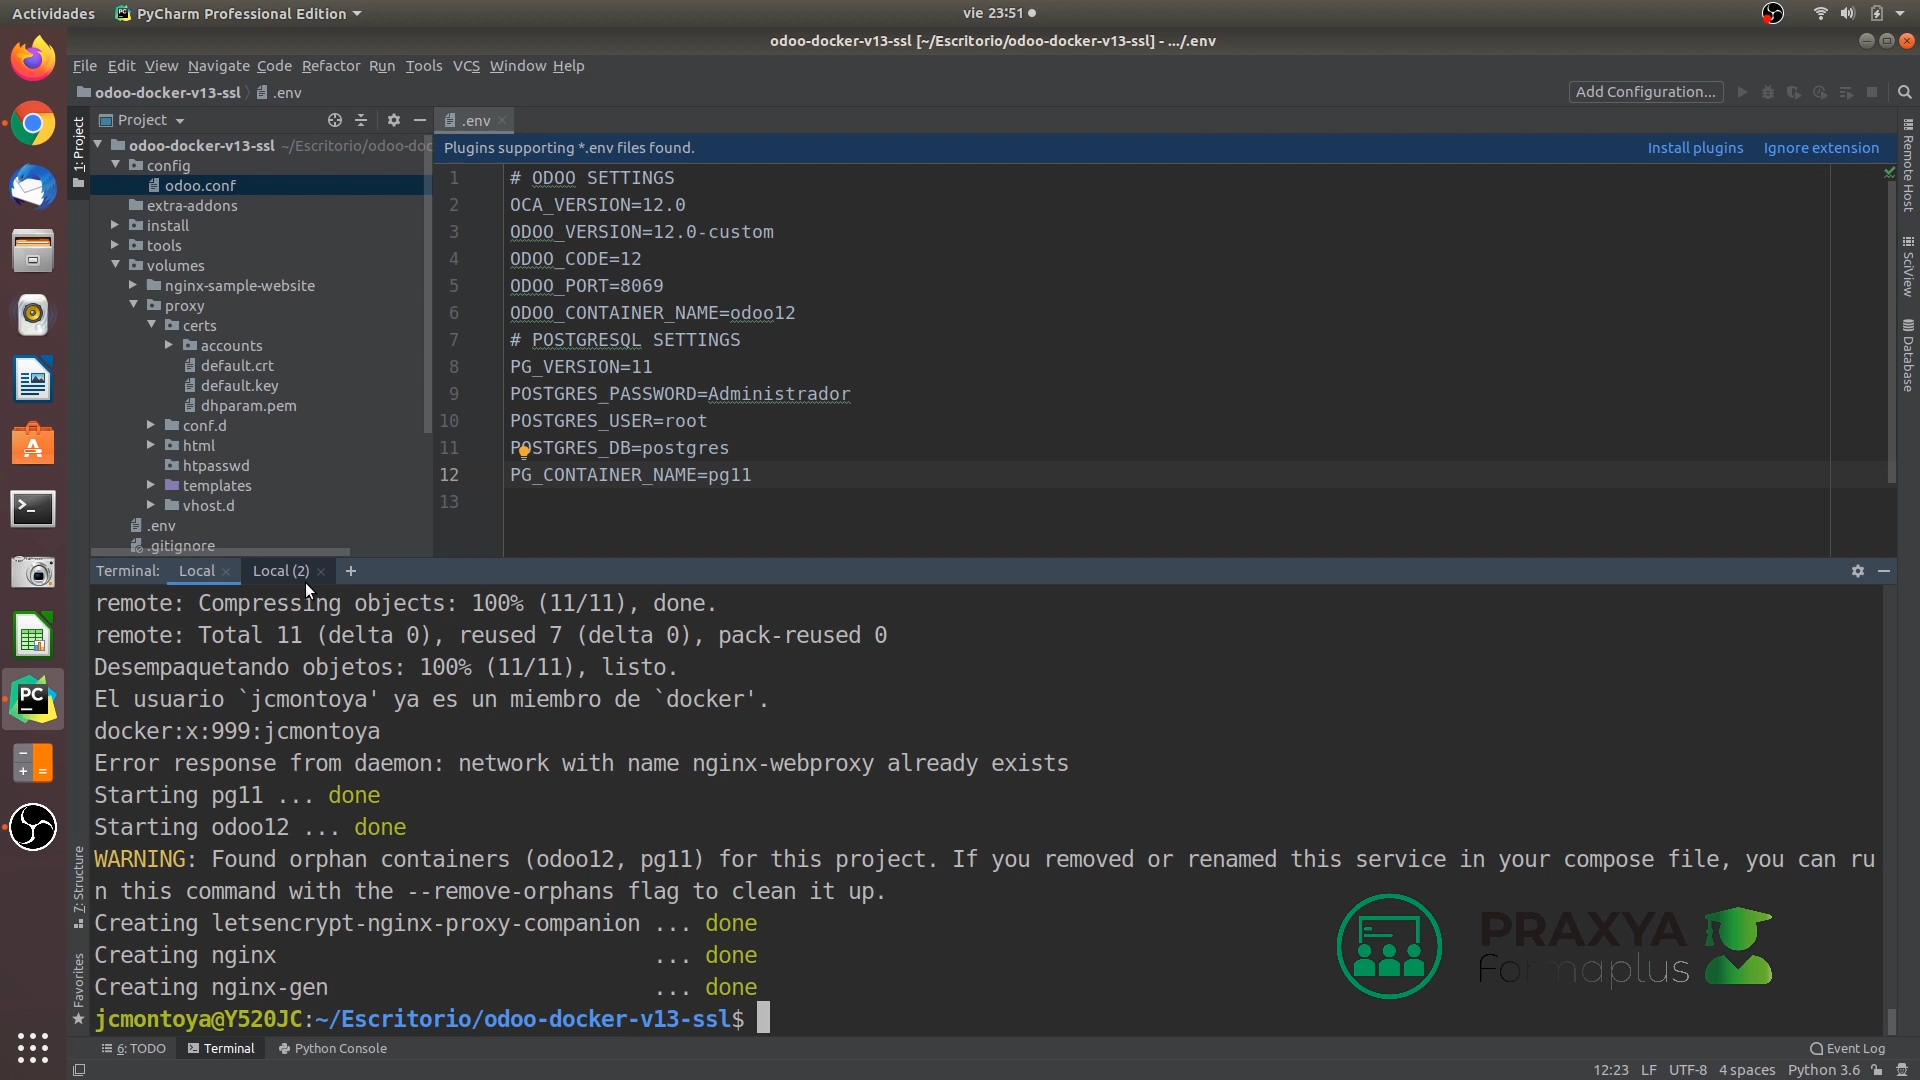 Actividades PyCharm Professional Edition vie 23:51
odoo-docker-v13-ssl [~/Escritorio/odoo-docker-v13-ssl] - .../.env
File Edit View Navigate Code Refactor Run Tools VCS Window Help
odoo-docker-v13-ssl .env Add Configuration...
1: Project
Project
odoo-docker-v13-ssl ~/Escritorio/odoo-doc
config
odoo.conf
extra-addons
install
tools
volumes
nginx-sample-website
proxy
certs
accounts
default.crt
default.key
dhparam.pem
conf.d
html
htpasswd
templates
vhost.d
.env
.gitignore
.env
Plugins supporting *.env files found. Install plugins Ignore extension
1 # ODOO SETTINGS
2 OCA_VERSION=12.0
3 ODOO_VERSION=12.0-custom
4 ODOO_CODE=12
5 ODOO_PORT=8069
6 ODOO_CONTAINER_NAME=odoo12
7 # POSTGRESQL SETTINGS
8 PG_VERSION=11
9 POSTGRES_PASSWORD=Administrador
10 POSTGRES_USER=root
11 POSTGRES_DB=postgres
12 PG_CONTAINER_NAME=pg11
13
Remote Host
SciView
Database
Terminal: Local Local (2)
remote: Compressing objects: 100% (11/11), done.
remote: Total 11 (delta 0), reused 7 (delta 0), pack-reused 0
Desempaquetando objetos: 100% (11/11), listo.
El usuario `jcmontoya' ya es un miembro de `docker'.
docker:x:999:jcmontoya
Error response from daemon: network with name nginx-webproxy already exists
Starting pg11 ... done
Starting odoo12 ... done
WARNING: Found orphan containers (odoo12, pg11) for this project. If you removed or renamed this service in your compose file, you can ru
n this command with the --remove-orphans flag to clean it up.
Creating letsencrypt-nginx-proxy-companion ... done
Creating nginx ... done
Creating nginx-gen ... done
jcmontoya@Y520JC:~/Escritorio/odoo-docker-v13-ssl$
PRAXYA
formaplus
7: Structure
Favorites
6: TODO Terminal Python Console Event Log
12:23 LF UTF-8 4 spaces Python 3.6